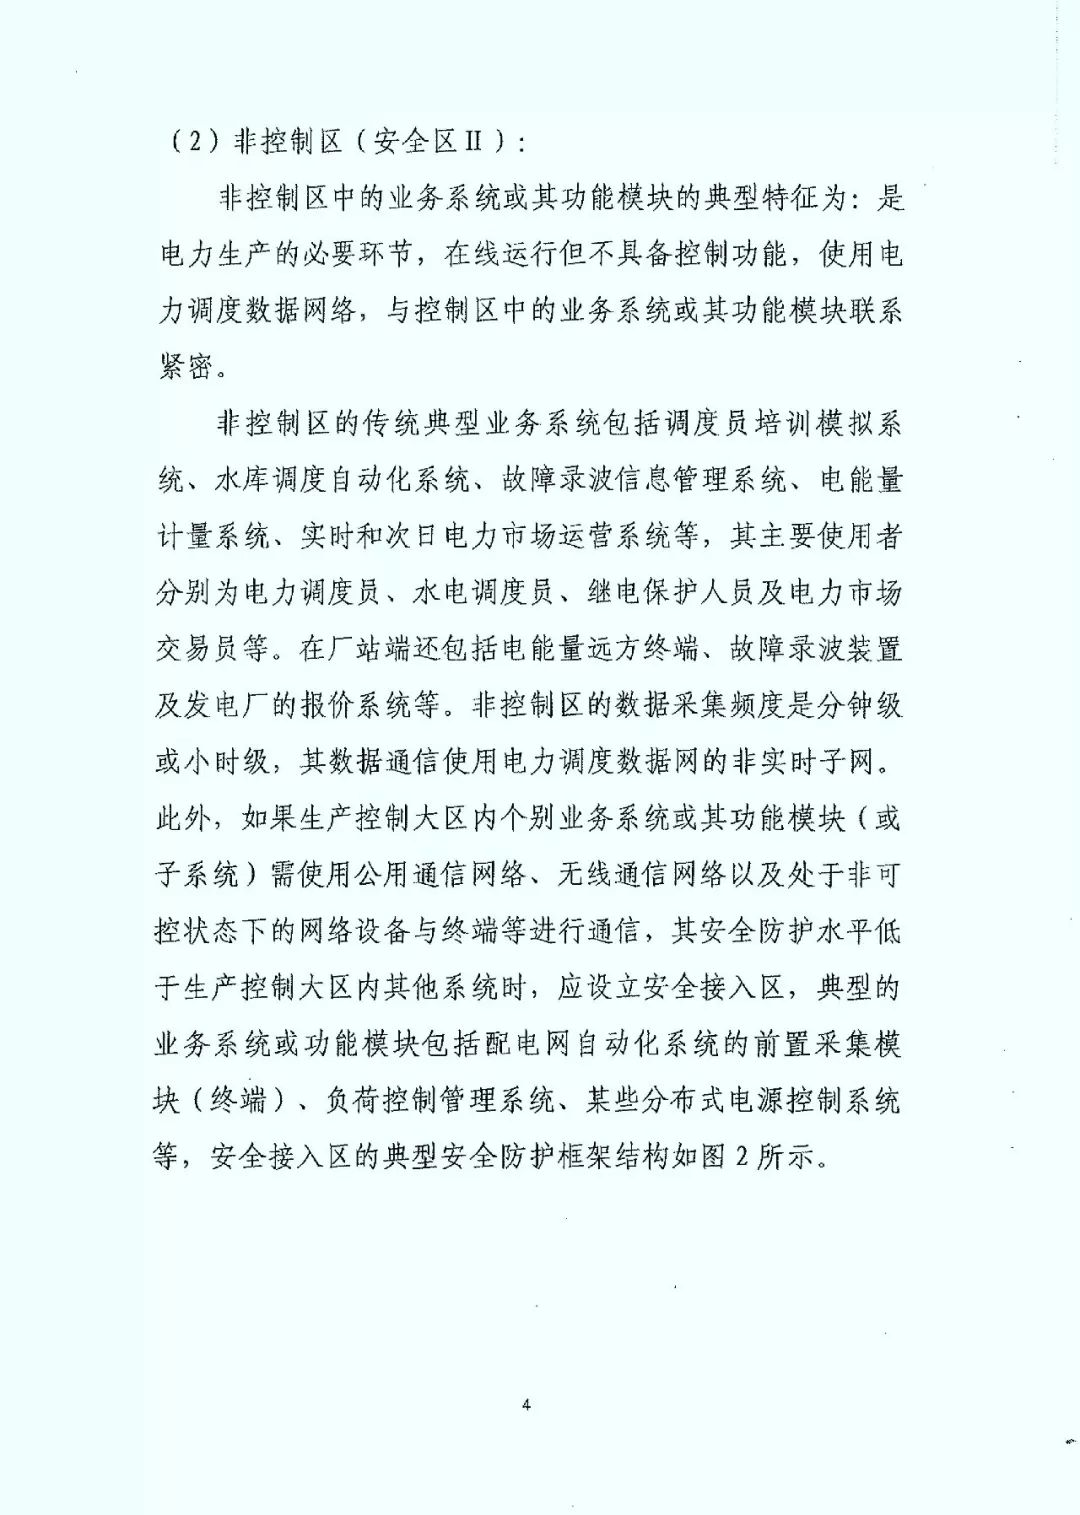 （2）非控制区（安全区Ⅱ）：
非控制区中的业务系统或其功能模块的典型特征为：是
电力生产的必要环节，在线运行但不具备控制功能，使用电
力调度数据网络，与控制区中的业务系统或其功能模块联系
紧密。
非控制区的传统典型业务系统包括调度员培训模拟系
统、水库调度自动化系统、故障录波信息管理系统、电能量
计量系统、实时和次日电力市场运营系统等，其主要使用者
分别为电力调度员、水电调度员、继电保护人员及电力市场
交易员等。在厂站端还包括电能量远方终端、故障录波装置
及发电厂的报价系统等。非控制区的数据采集频度是分钟级
或小时级，其数据通信使用电力调度数据网的非实时子网。
此外，如果生产控制大区内个别业务系统或其功能模块（或
子系统）需使用公用通信网络、无线通信网络以及处于非可
控状态下的网络设备与终端等进行通信，其安全防护水平低
于生产控制大区内其他系统时，应设立安全接入区，典型的
业务系统或功能模块包括配电网自动化系统的前置采集模
块（终端）、负荷控制管理系统、某些分布式电源控制系统
等，安全接入区的典型安全防护框架结构如图 2 所示。
4